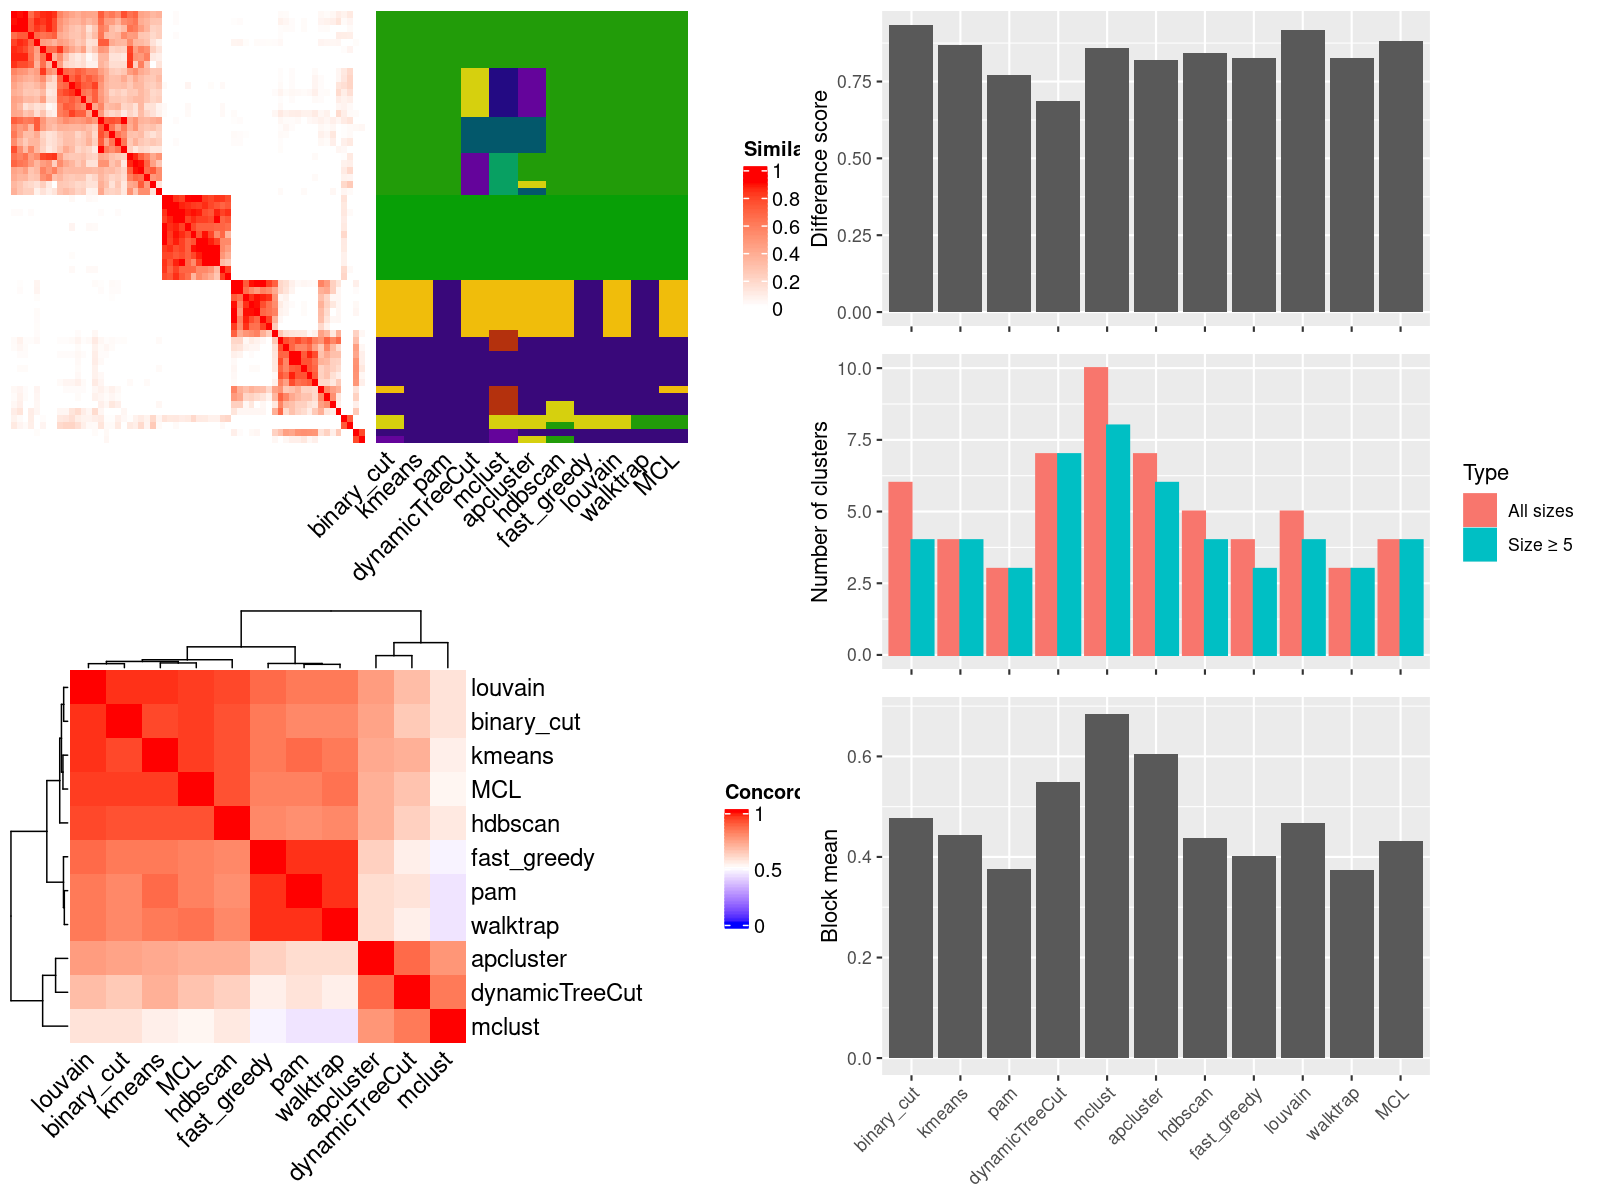 Simila
1
0.8
0.6
0.4
0.2
0
binary_cut
kmeans
pam
dynamicTreeCut
mclust
apcluster
hdbscan
fast_greedy
louvain
walktrap
MCL
louvain
binary_cut
kmeans
MCL
hdbscan
fast_greedy
pam
walktrap
apcluster
dynamicTreeCut
mclust
louvain
binary_cut
kmeans
MCL
hdbscan
fast_greedy
pam
walktrap
apcluster
dynamicTreeCut
mclust
Concord
1
0.5
0
Difference score
0.75
0.50
0.25
0.00
Number of clusters
10.0
7.5
5.0
2.5
0.0
Type
All sizes
Size ≥ 5
Block mean
0.6
0.4
0.2
0.0
binary_cut
kmeans
pam
dynamicTreeCut
mclust
apcluster
hdbscan
fast_greedy
louvain
walktrap
MCL